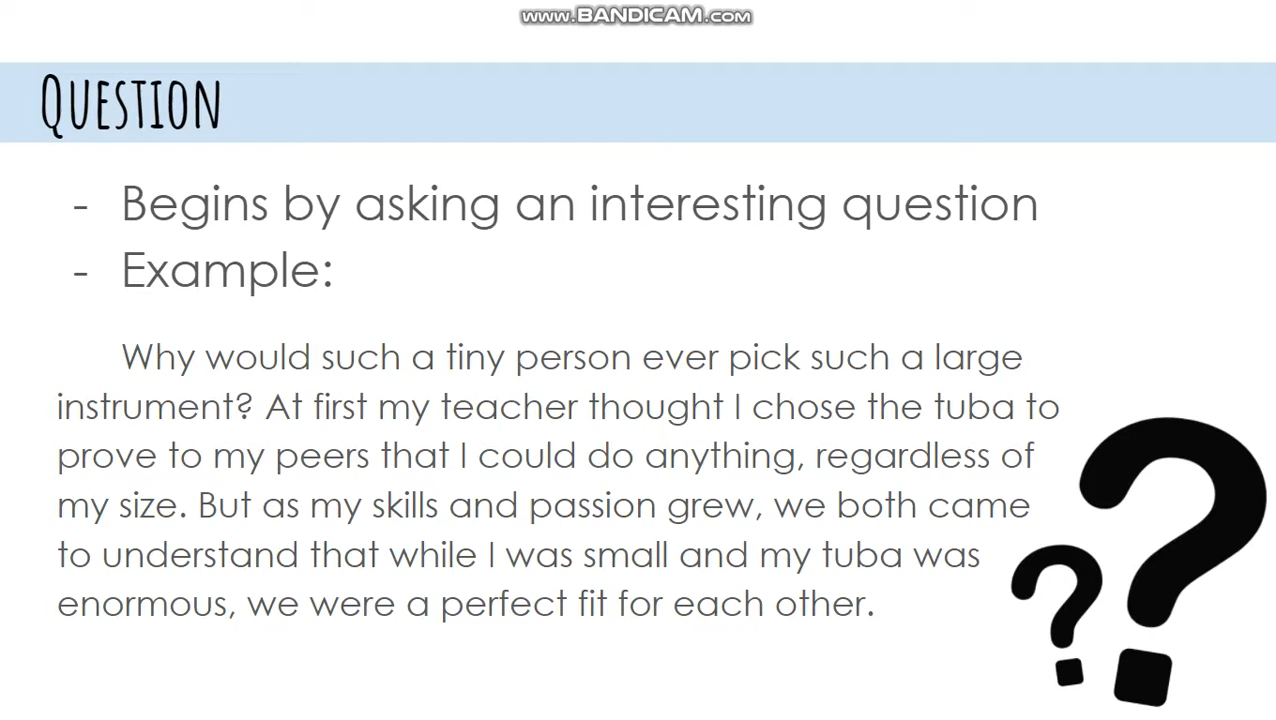 www.BANDICAM.com
Question
- Begins by asking an interesting question
- Example:
Why would such a tiny person ever pick such a large
instrument? At first my teacher thought I chose the tuba to
prove to my peers that I could do anything, regardless of
my size. But as my skills and passion grew, we both came
to understand that while I was small and my tuba was
enormous, we were a perfect fit for each other.
??